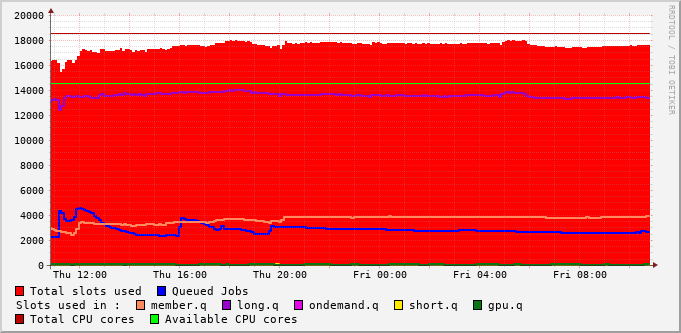 20000
18000
16000
14000
12000
10000
8000
6000
4000
2000
0
Thu 12:00 Thu 16:00 Thu 20:00 Fri 00:00 Fri 04:00 Fri 08:00
RRDTOOL / TOBI OETIKER
Total slots used Queued Jobs
Slots used in : member.q long.q ondemand.q short.q gpu.q
Total CPU cores Available CPU cores